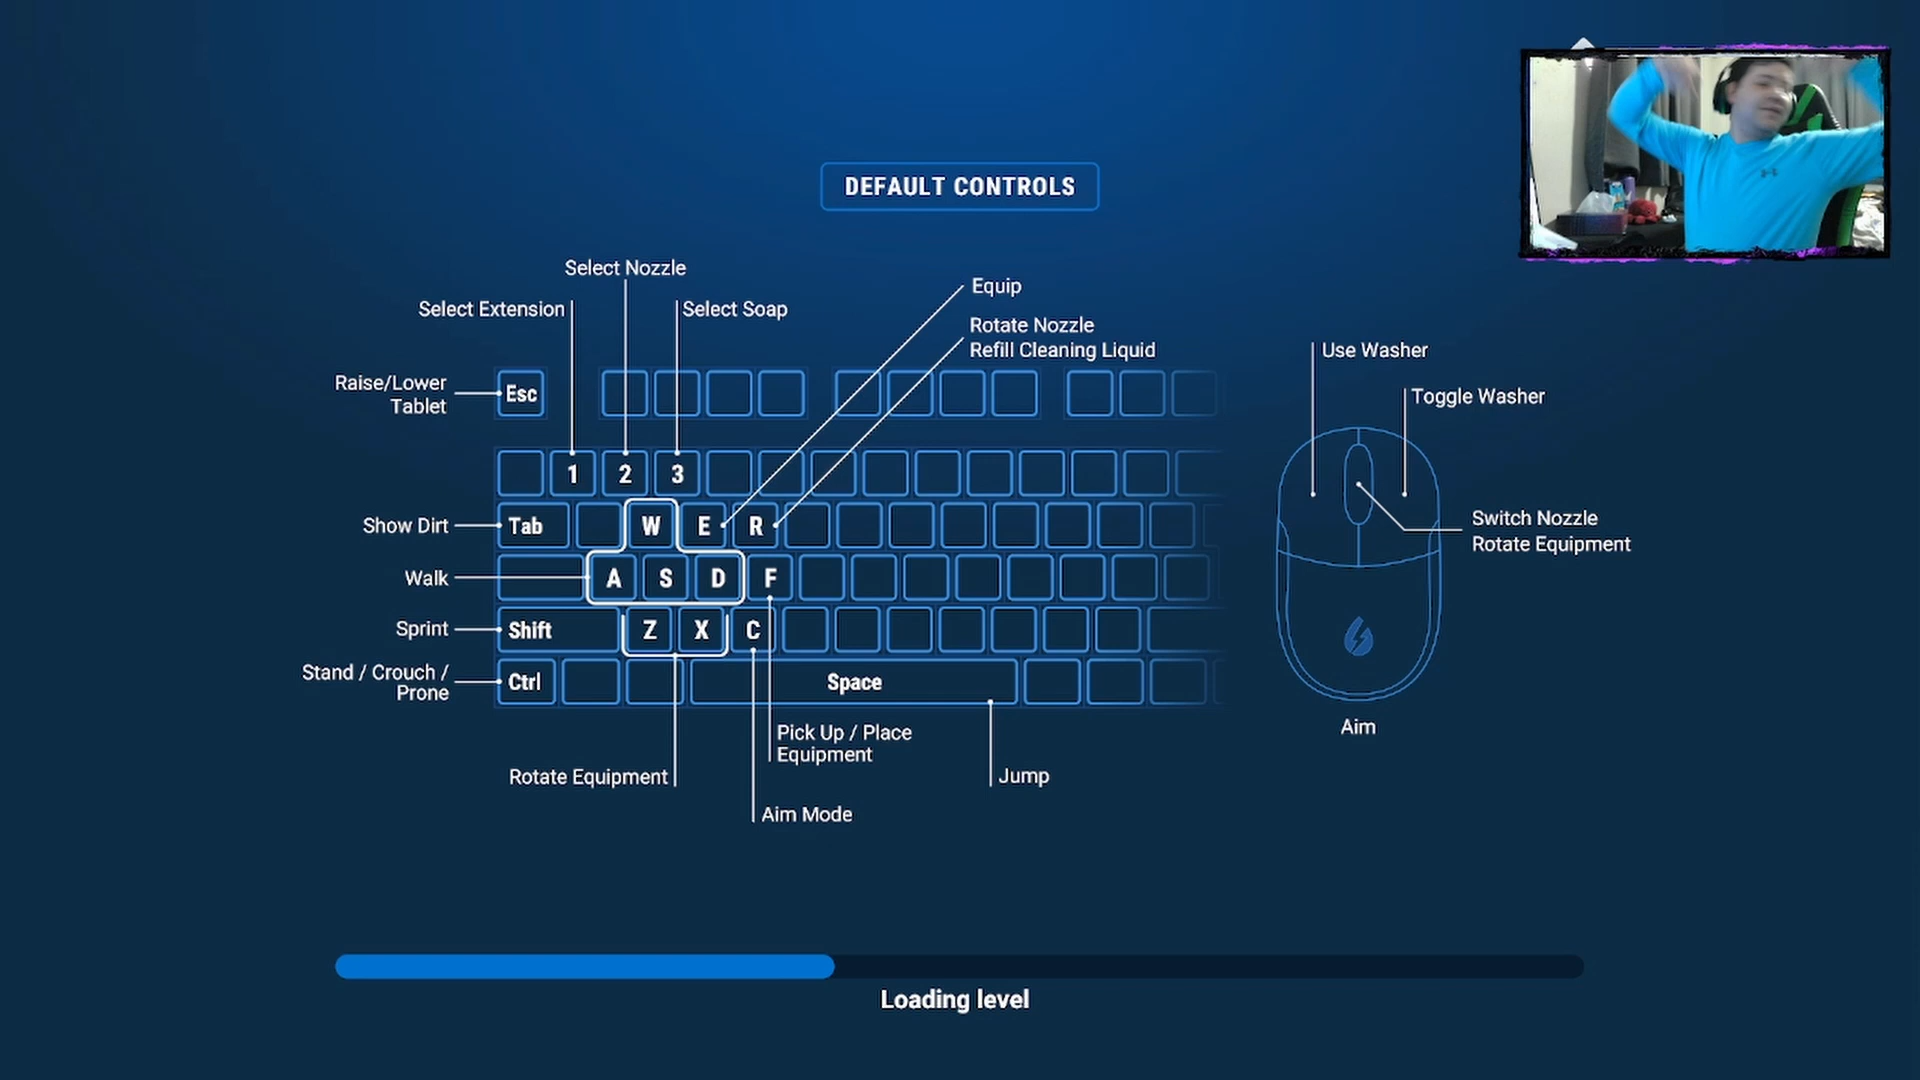 DEFAULT CONTROLS
Select Nozzle
Select Extension
Select Soap
Equip
Rotate Nozzle
Refill Cleaning Liquid
Use Washer
Toggle Washer
Raise/Lower
Tablet
Esc
1 2 3
Show Dirt
Tab W E R
Switch Nozzle
Rotate Equipment
Walk
A S D F
Sprint
Shift Z X C
Stand / Crouch /
Prone
Ctrl Space
Aim
Pick Up / Place
Equipment
Rotate Equipment
Jump
Aim Mode
Loading level